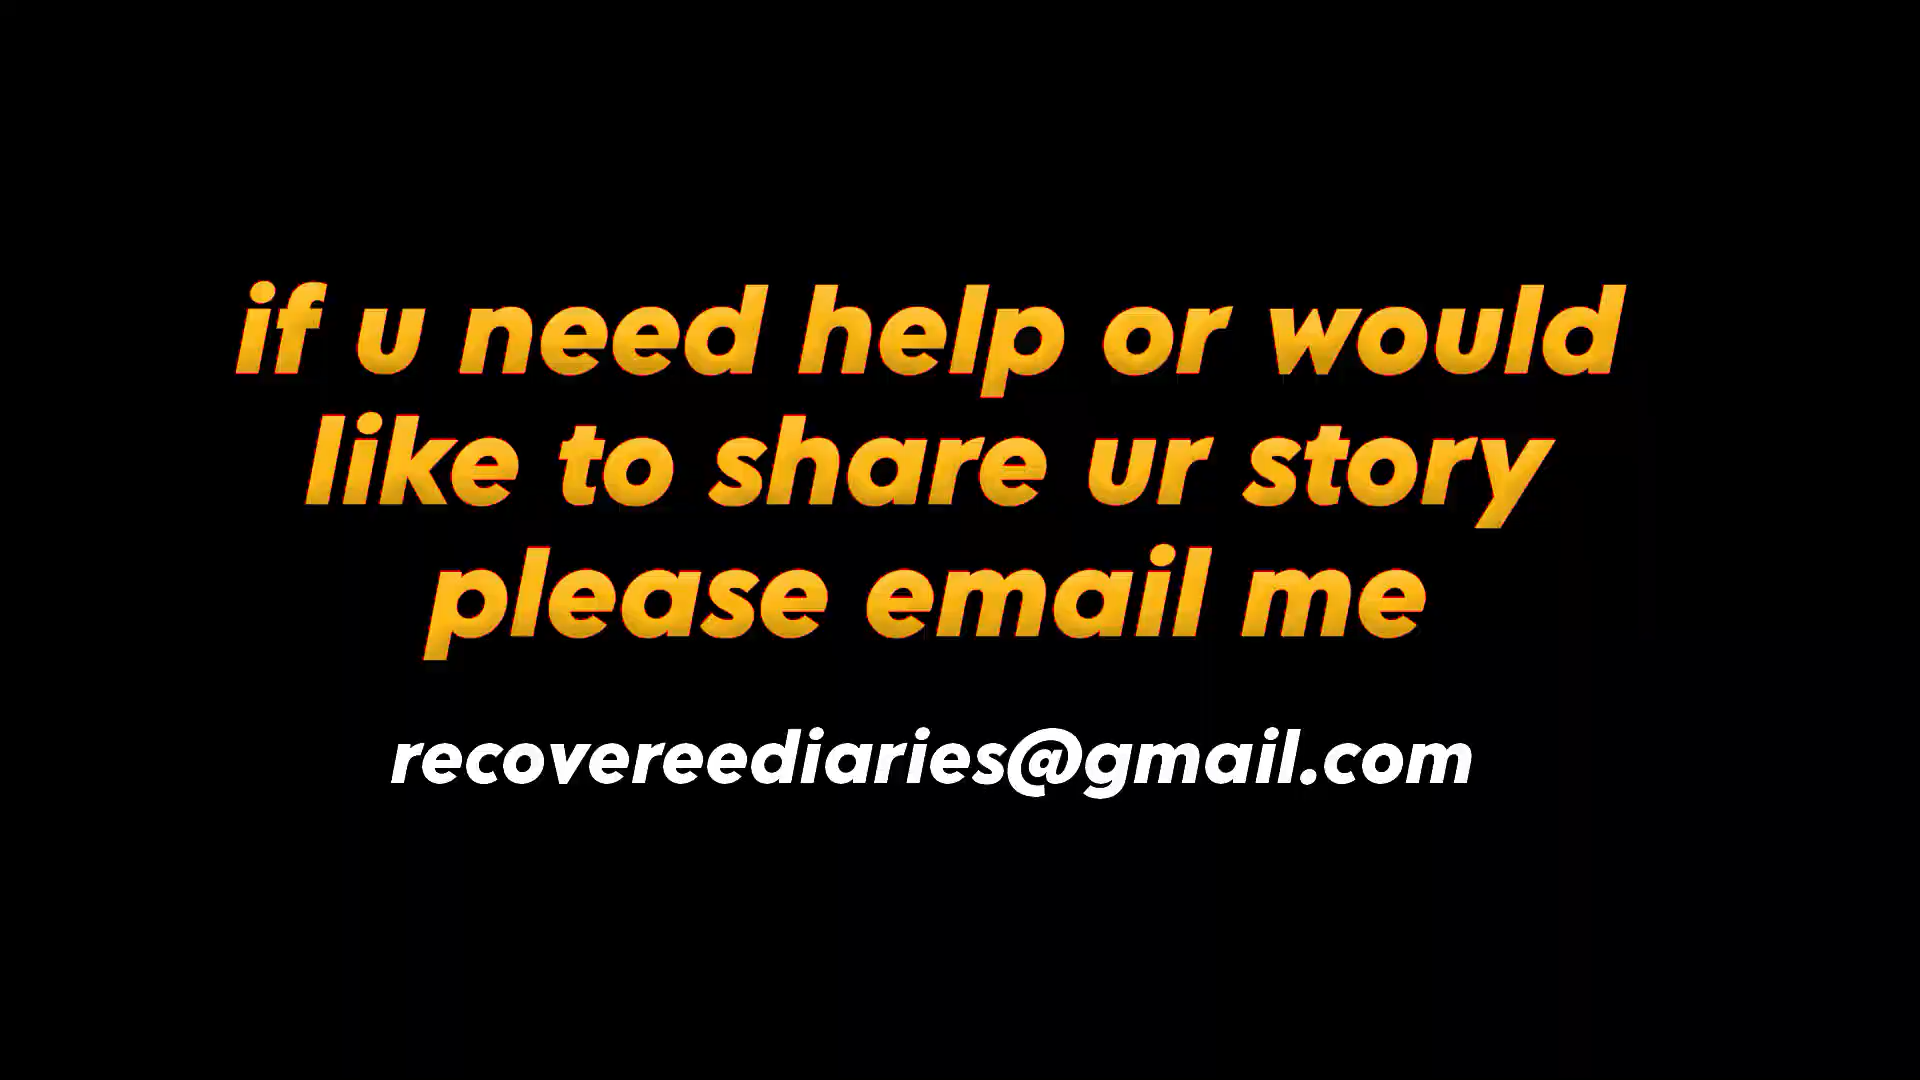 if u need help or would
like to share ur story
please email me
recovereediaries@gmail.com